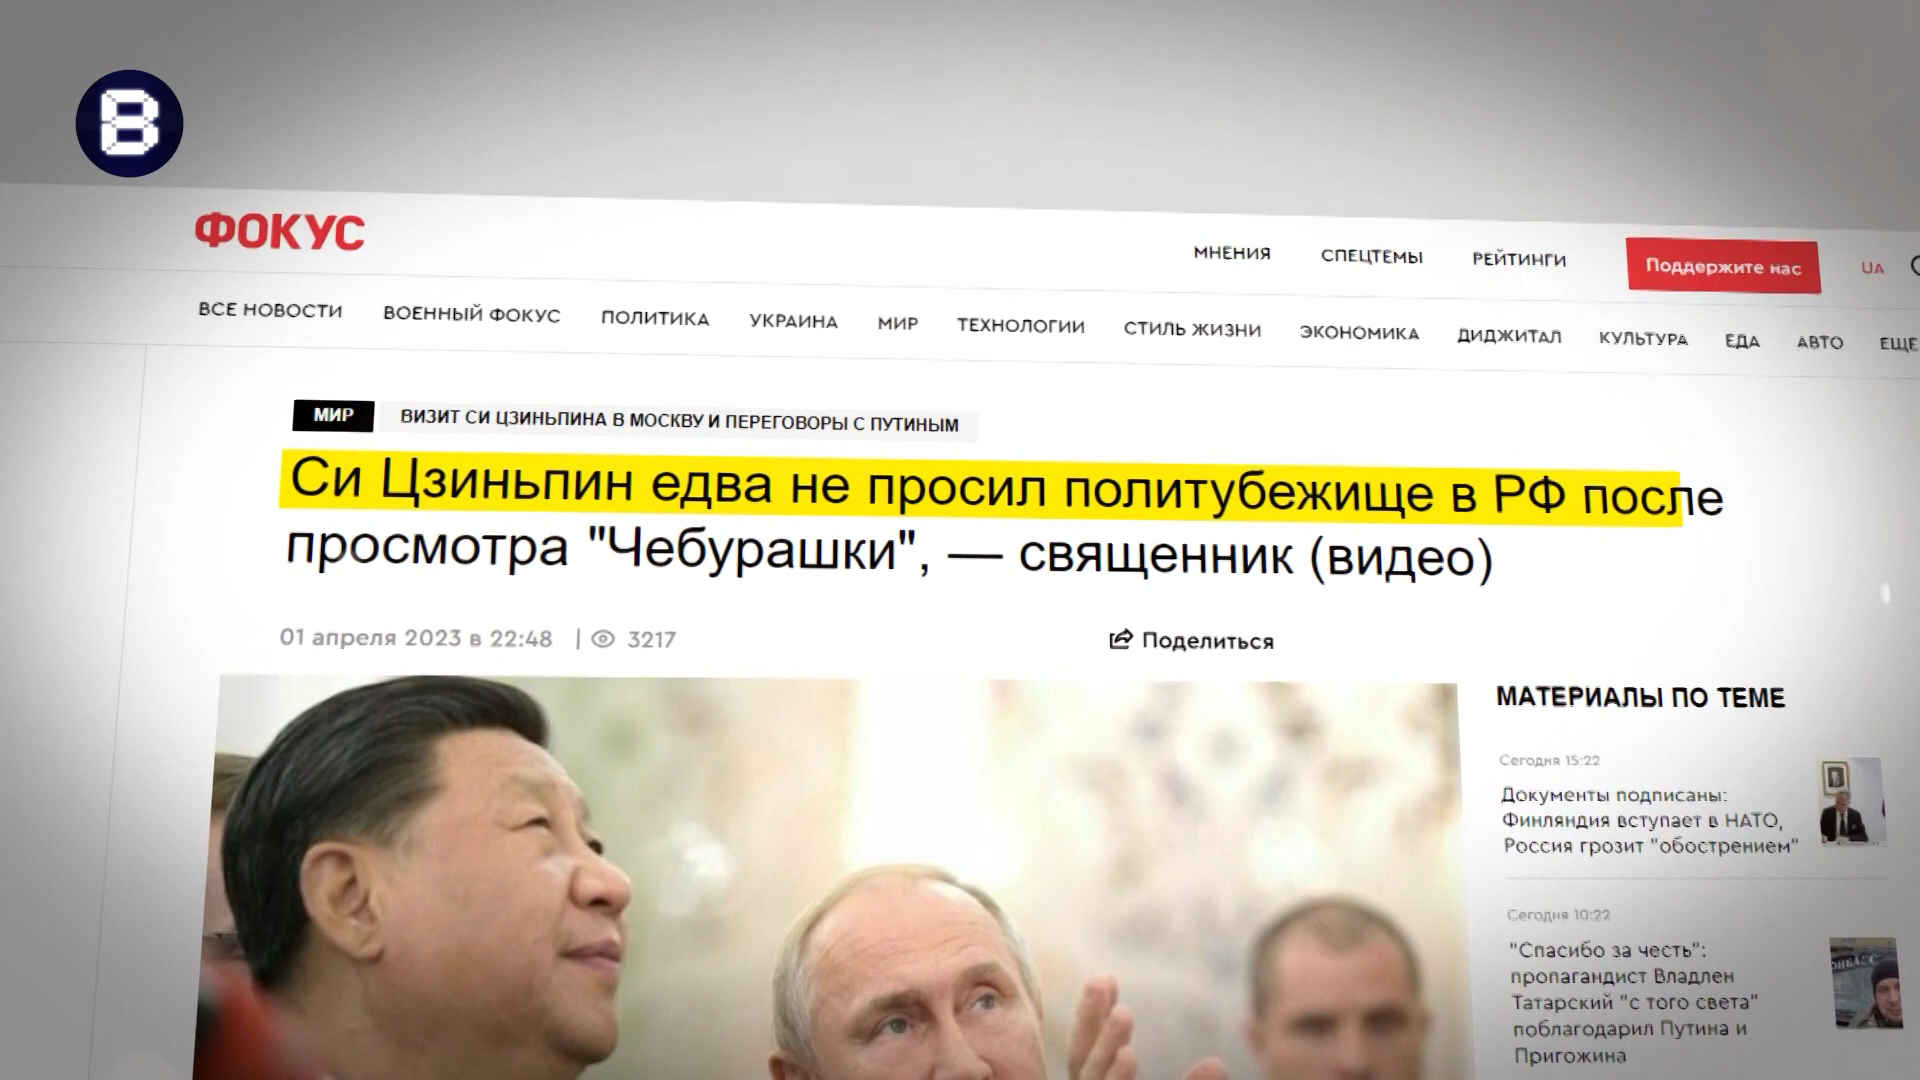 B
ФОКУС
МНЕНИЯ СПЕЦТЕМЫ РЕЙТИНГИ Поддержите нас UA
ВСЕ НОВОСТИ ВОЕННЫЙ ФОКУС ПОЛИТИКА УКРАИНА МИР ТЕХНОЛОГИИ СТИЛЬ ЖИЗНИ ЭКОНОМИКА ДИДЖИТАЛ КУЛЬТУРА ЕДА АВТО ЕЩЕ
МИР ВИЗИТ СИ ЦЗИНЬПИНА В МОСКВУ И ПЕРЕГОВОРЫ С ПУТИНЫМ
Си Цзиньпин едва не просил политубежище в РФ после
просмотра "Чебурашки", — священник (видео)
01 апреля 2023 в 22:48 | 3217 Поделиться
МАТЕРИАЛЫ ПО ТЕМЕ
Сегодня 15:22
Документы подписаны:
Финляндия вступает в НАТО,
Россия грозит "обострением"
Сегодня 10:22
"Спасибо за честь":
пропагандист Владлен
Татарский "с того света"
поблагодарил Путина и
Пригожина